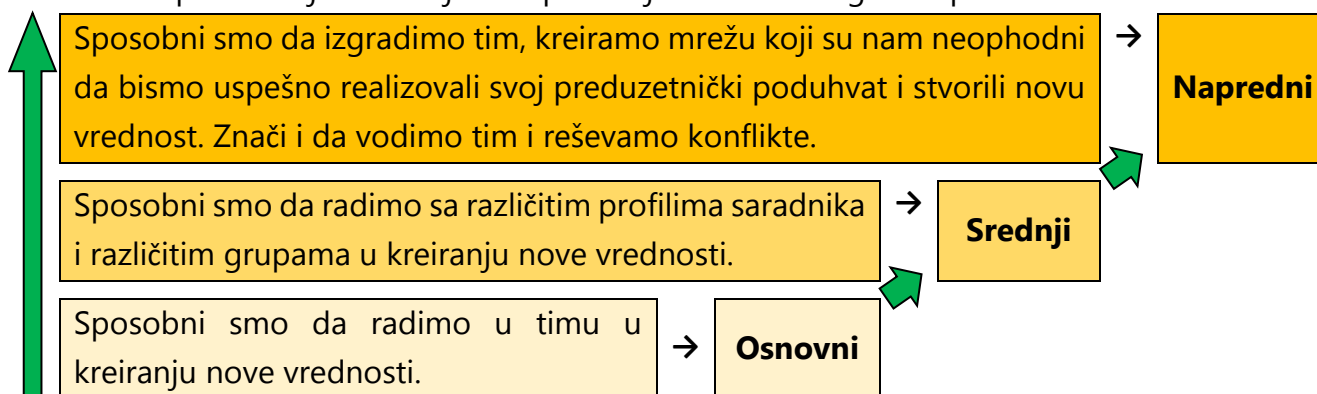 Sposobni smo da izgradimo tim, kreiramo mrežu koji su nam neophodni →
da bismo uspešno realizovali svoj preduzetnički poduhvat i stvorili novu
vrednost. Znači i da vodimo tim i reševamo konflikte.
Napredni
Sposobni smo da radimo sa različitim profilima saradnika →
i različitim grupama u kreiranju nove vrednosti.
Srednji
Sposobni smo da radimo u timu u
kreiranju nove vrednosti.
→ Osnovni